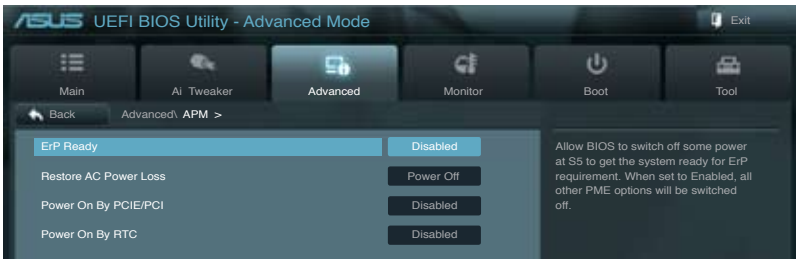 ASUS UEFI BIOS Utility - Advanced Mode
Exit
Main
Ai Tweaker
Advanced
Monitor
Boot
Tool
Back
Advanced\ APM >
ErP Ready
Disabled
Restore AC Power Loss
Power Off
Power On By PCIE/PCI
Disabled
Power On By RTC
Disabled
Allow BIOS to switch off some power
at S5 to get the system ready for ErP
requirement. When set to Enabled, all
other PME options will be switched
off.